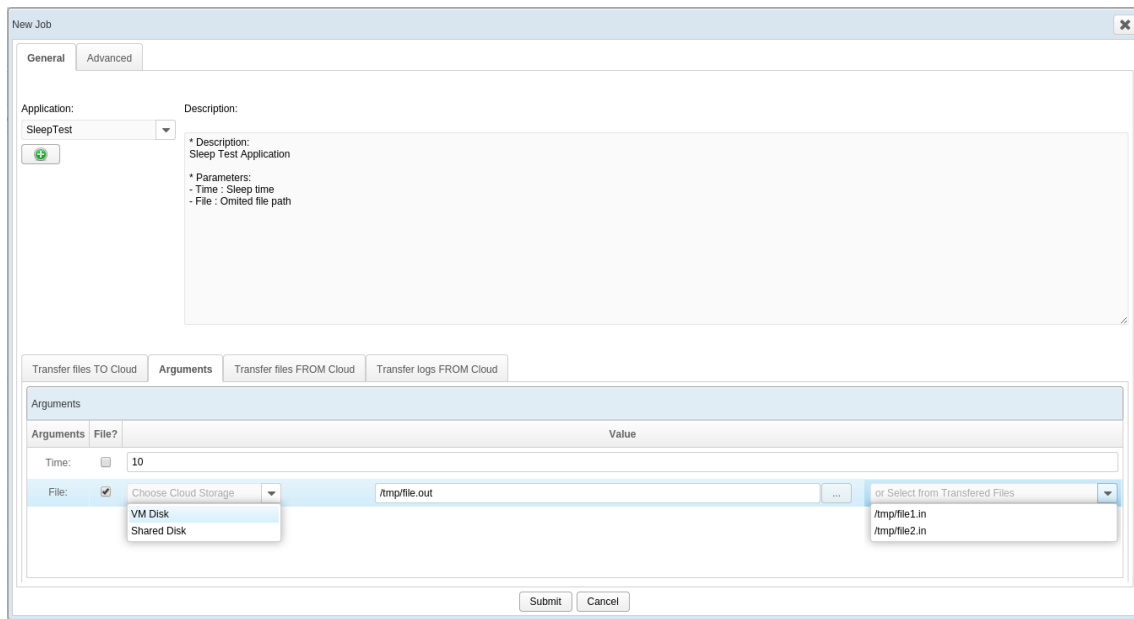 New Job
General Advanced
Application: Description:
SleepTest
* Description:
Sleep Test Application
* Parameters:
- Time : Sleep time
- File : Omited file path
Transfer files TO Cloud Arguments Transfer files FROM Cloud Transfer logs FROM Cloud
Arguments
Arguments File? Value
Time: 10
File: Choose Cloud Storage /tmp/file.out ... or Select from Transfered Files
VM Disk /tmp/file1.in
Shared Disk /tmp/file2.in
Submit Cancel